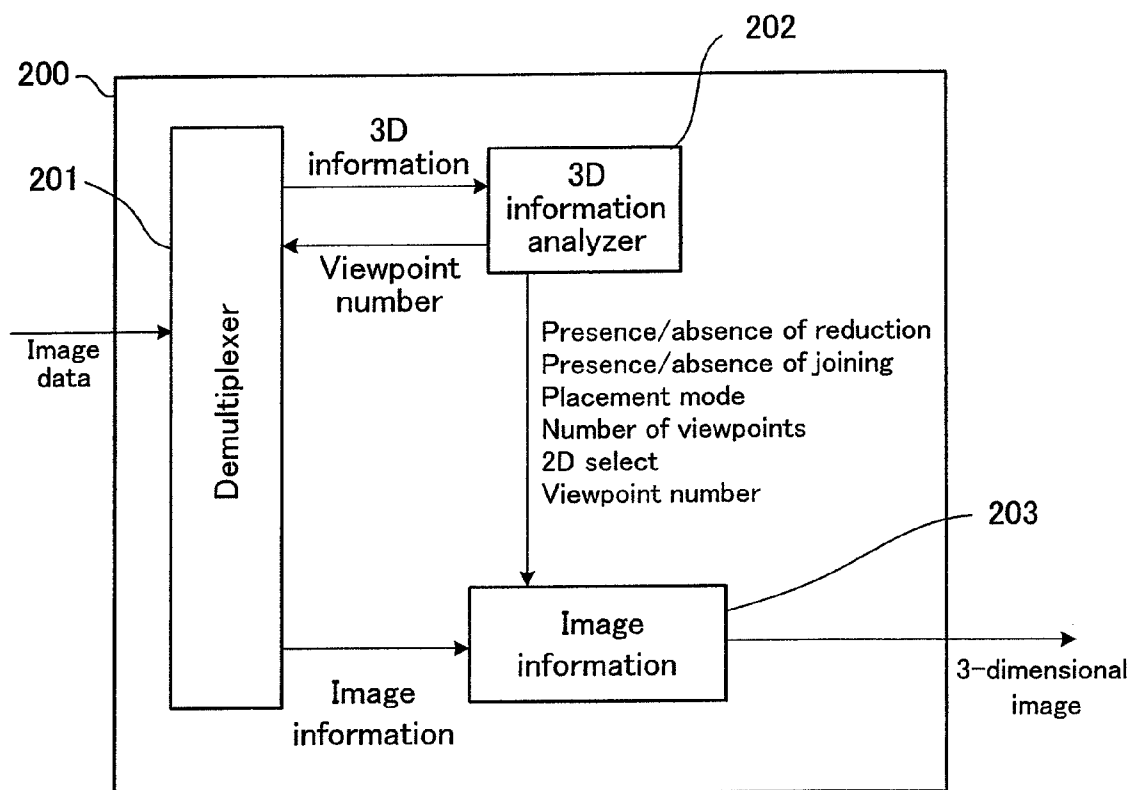 202
200
201
3D
information
3D
information
analyzer
Viewpoint
number
Demultiplexer
Image
data
Presence/absence of reduction
Presence/absence of joining
Placement mode
Number of viewpoints
2D select
Viewpoint number
203
Image
information
Image
information
3-dimensional
image